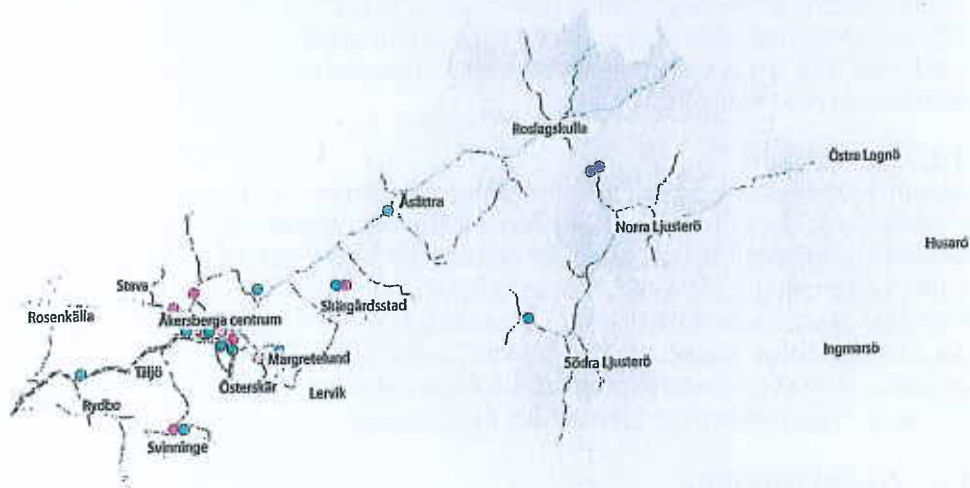 Roslagskulla
Östra Lagnö
Åsättra
Norra Ljusterö
Husarö
Stava
Skärgårdsstad
Rosenkälla
Åkersberga centrum
Ingmarsö
Margretelund
Södra Ljusterö
Täljö
Österskär
Lervik
Rydbo
Svinninge